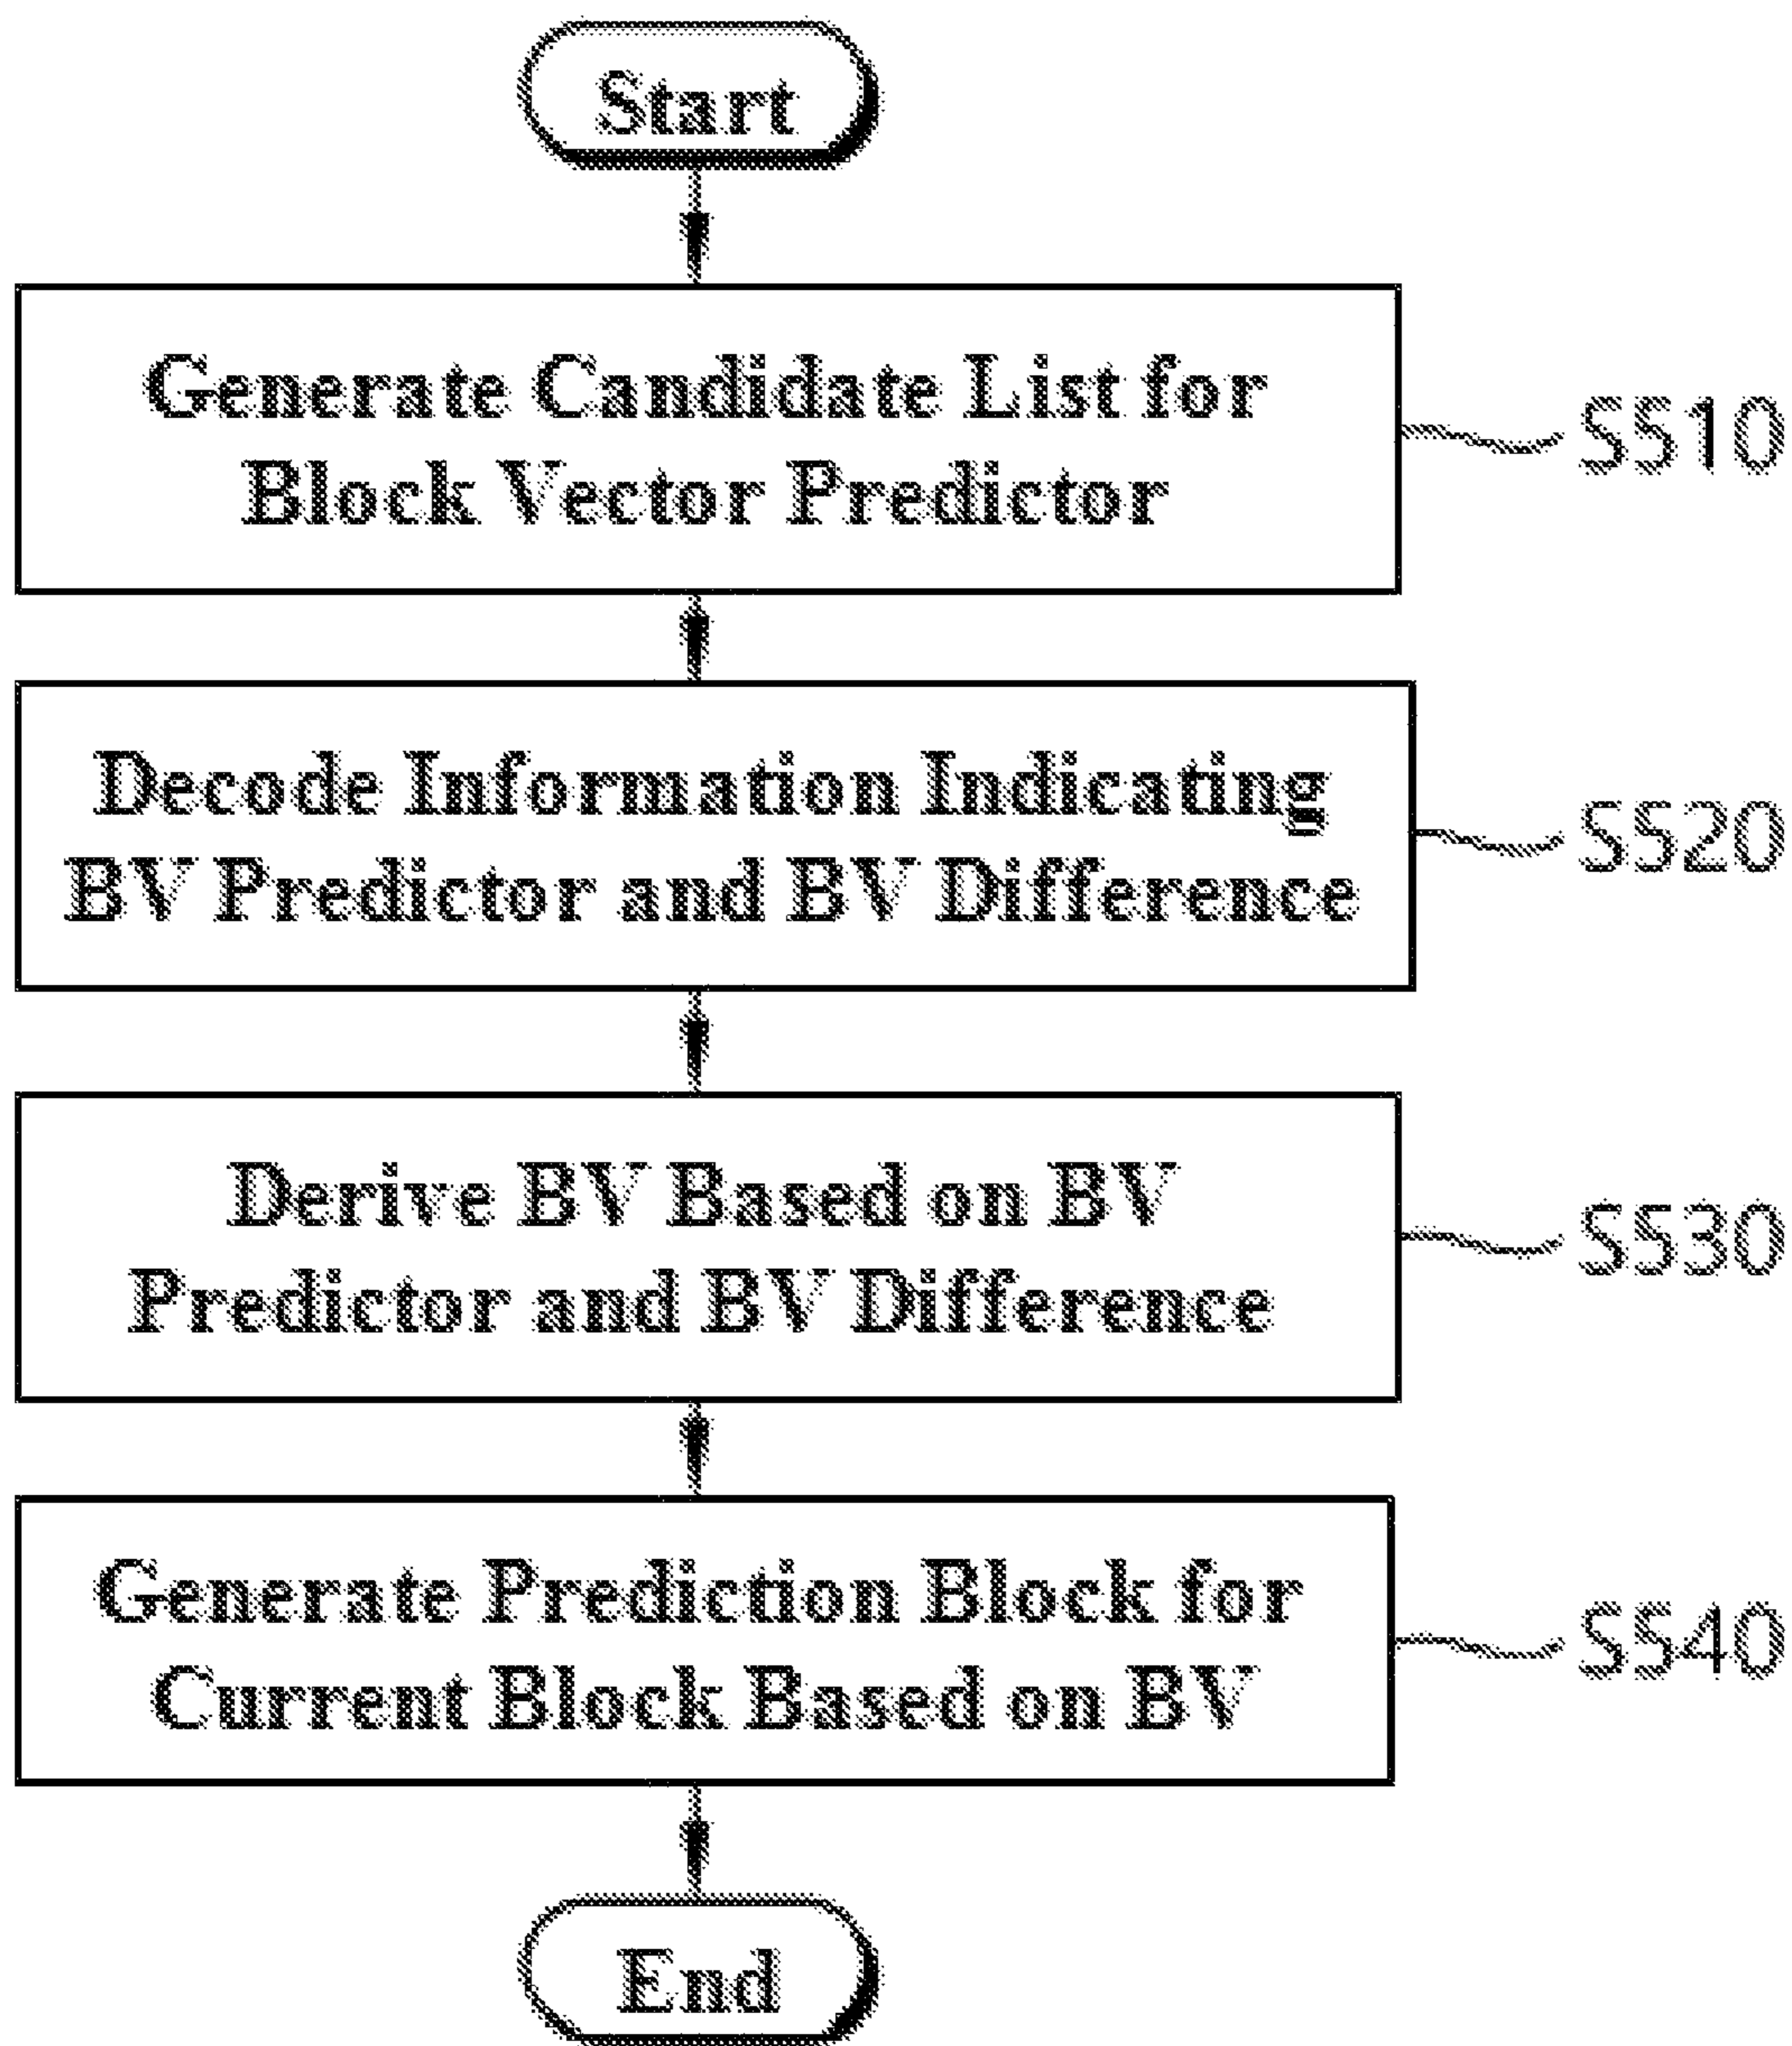 Start
Generate Candidate List for
Block Vector Predictor
S510
Decode Information Indicating
BV Predictor and BV Difference
S520
Derive BV Based on BV
Predictor and BV Difference
S530
Generate Prediction Block for
Current Block Based on BV
S540
End